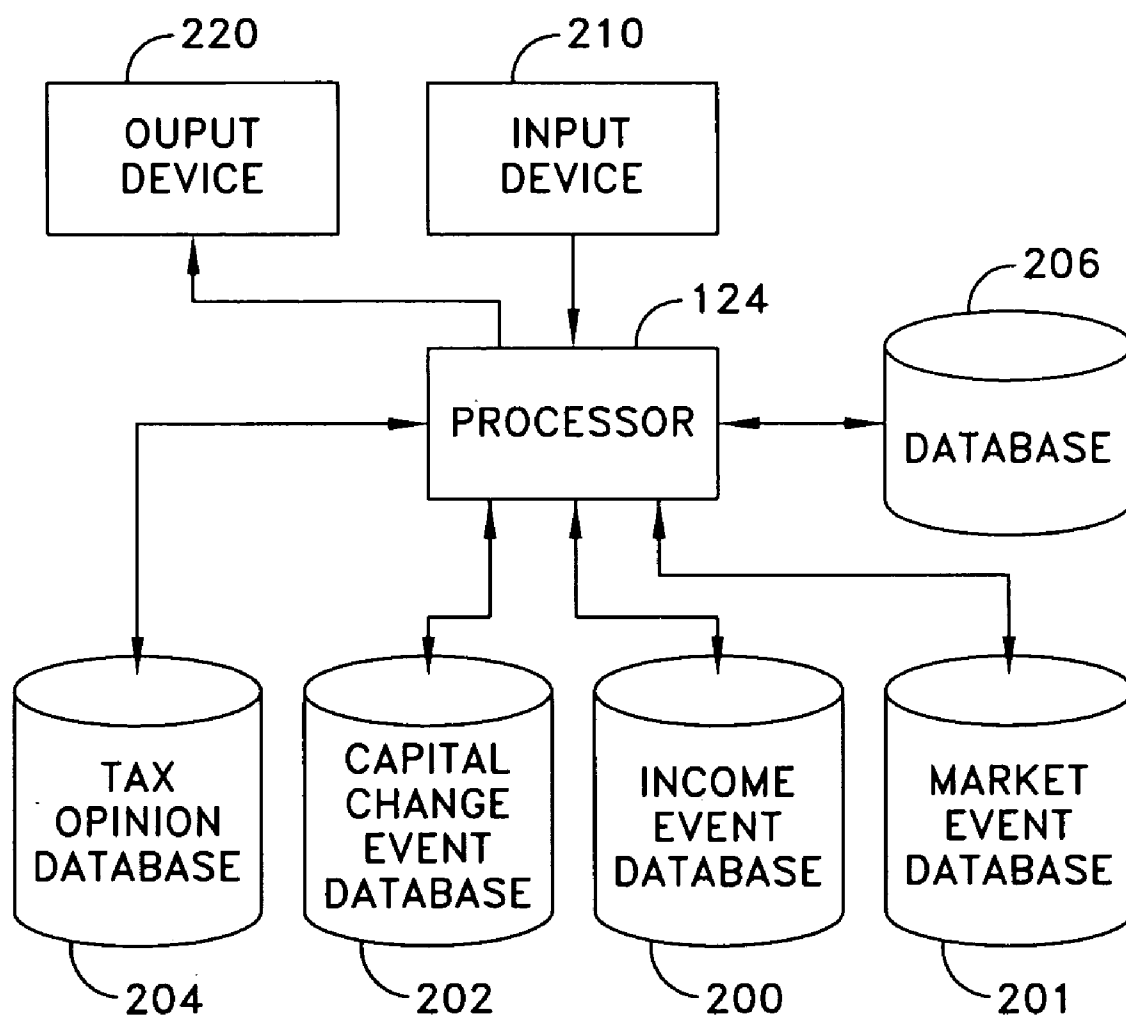 220
210
OUPUT
DEVICE
INPUT
DEVICE
206
124
PROCESSOR
DATABASE
TAX
OPINION
DATABASE
CAPITAL
CHANGE
EVENT
DATABASE
INCOME
EVENT
DATABASE
MARKET
EVENT
DATABASE
204
202
200
201